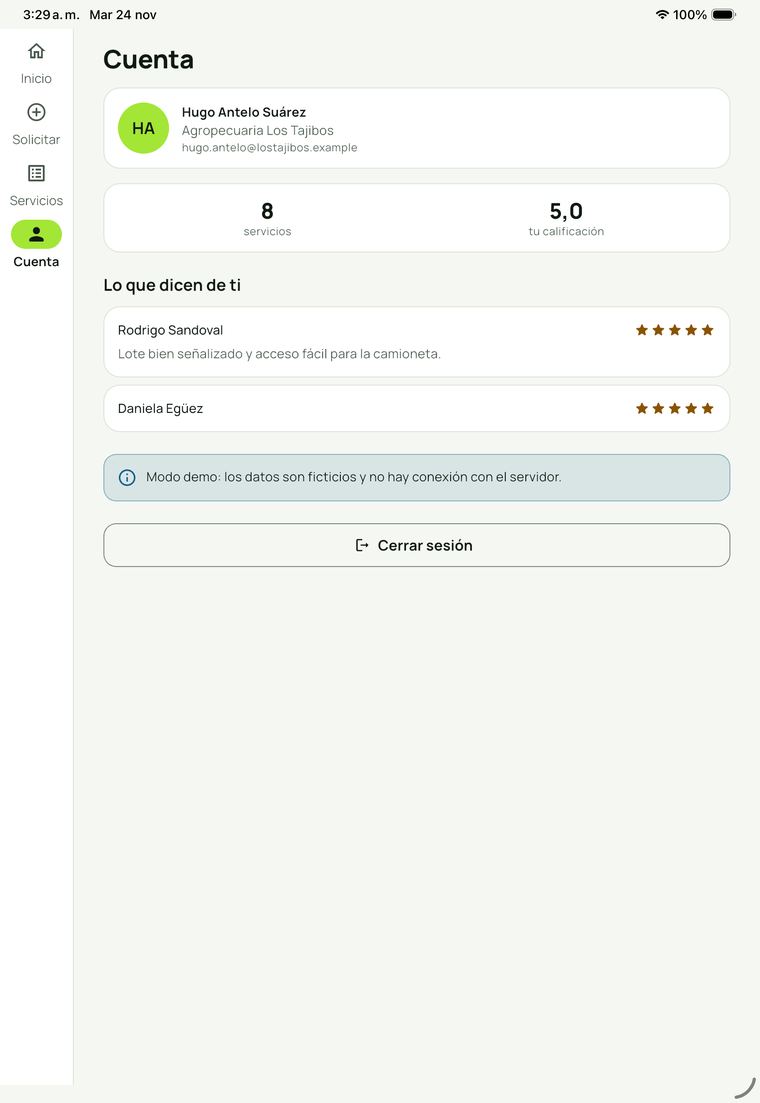 3:29 a. m. Mar 24 nov
100%
Inicio
Solicitar
Servicios
Cuenta
Cuenta
HA
Hugo Antelo Suárez
Agropecuaria Los Tajibos
hugo.antelo@lostajibos.example
8
servicios
5,0
tu calificación
Lo que dicen de ti
Rodrigo Sandoval
Lote bien señalizado y acceso fácil para la camioneta.
Daniela Egüez
Modo demo: los datos son ficticios y no hay conexión con el servidor.
Cerrar sesión